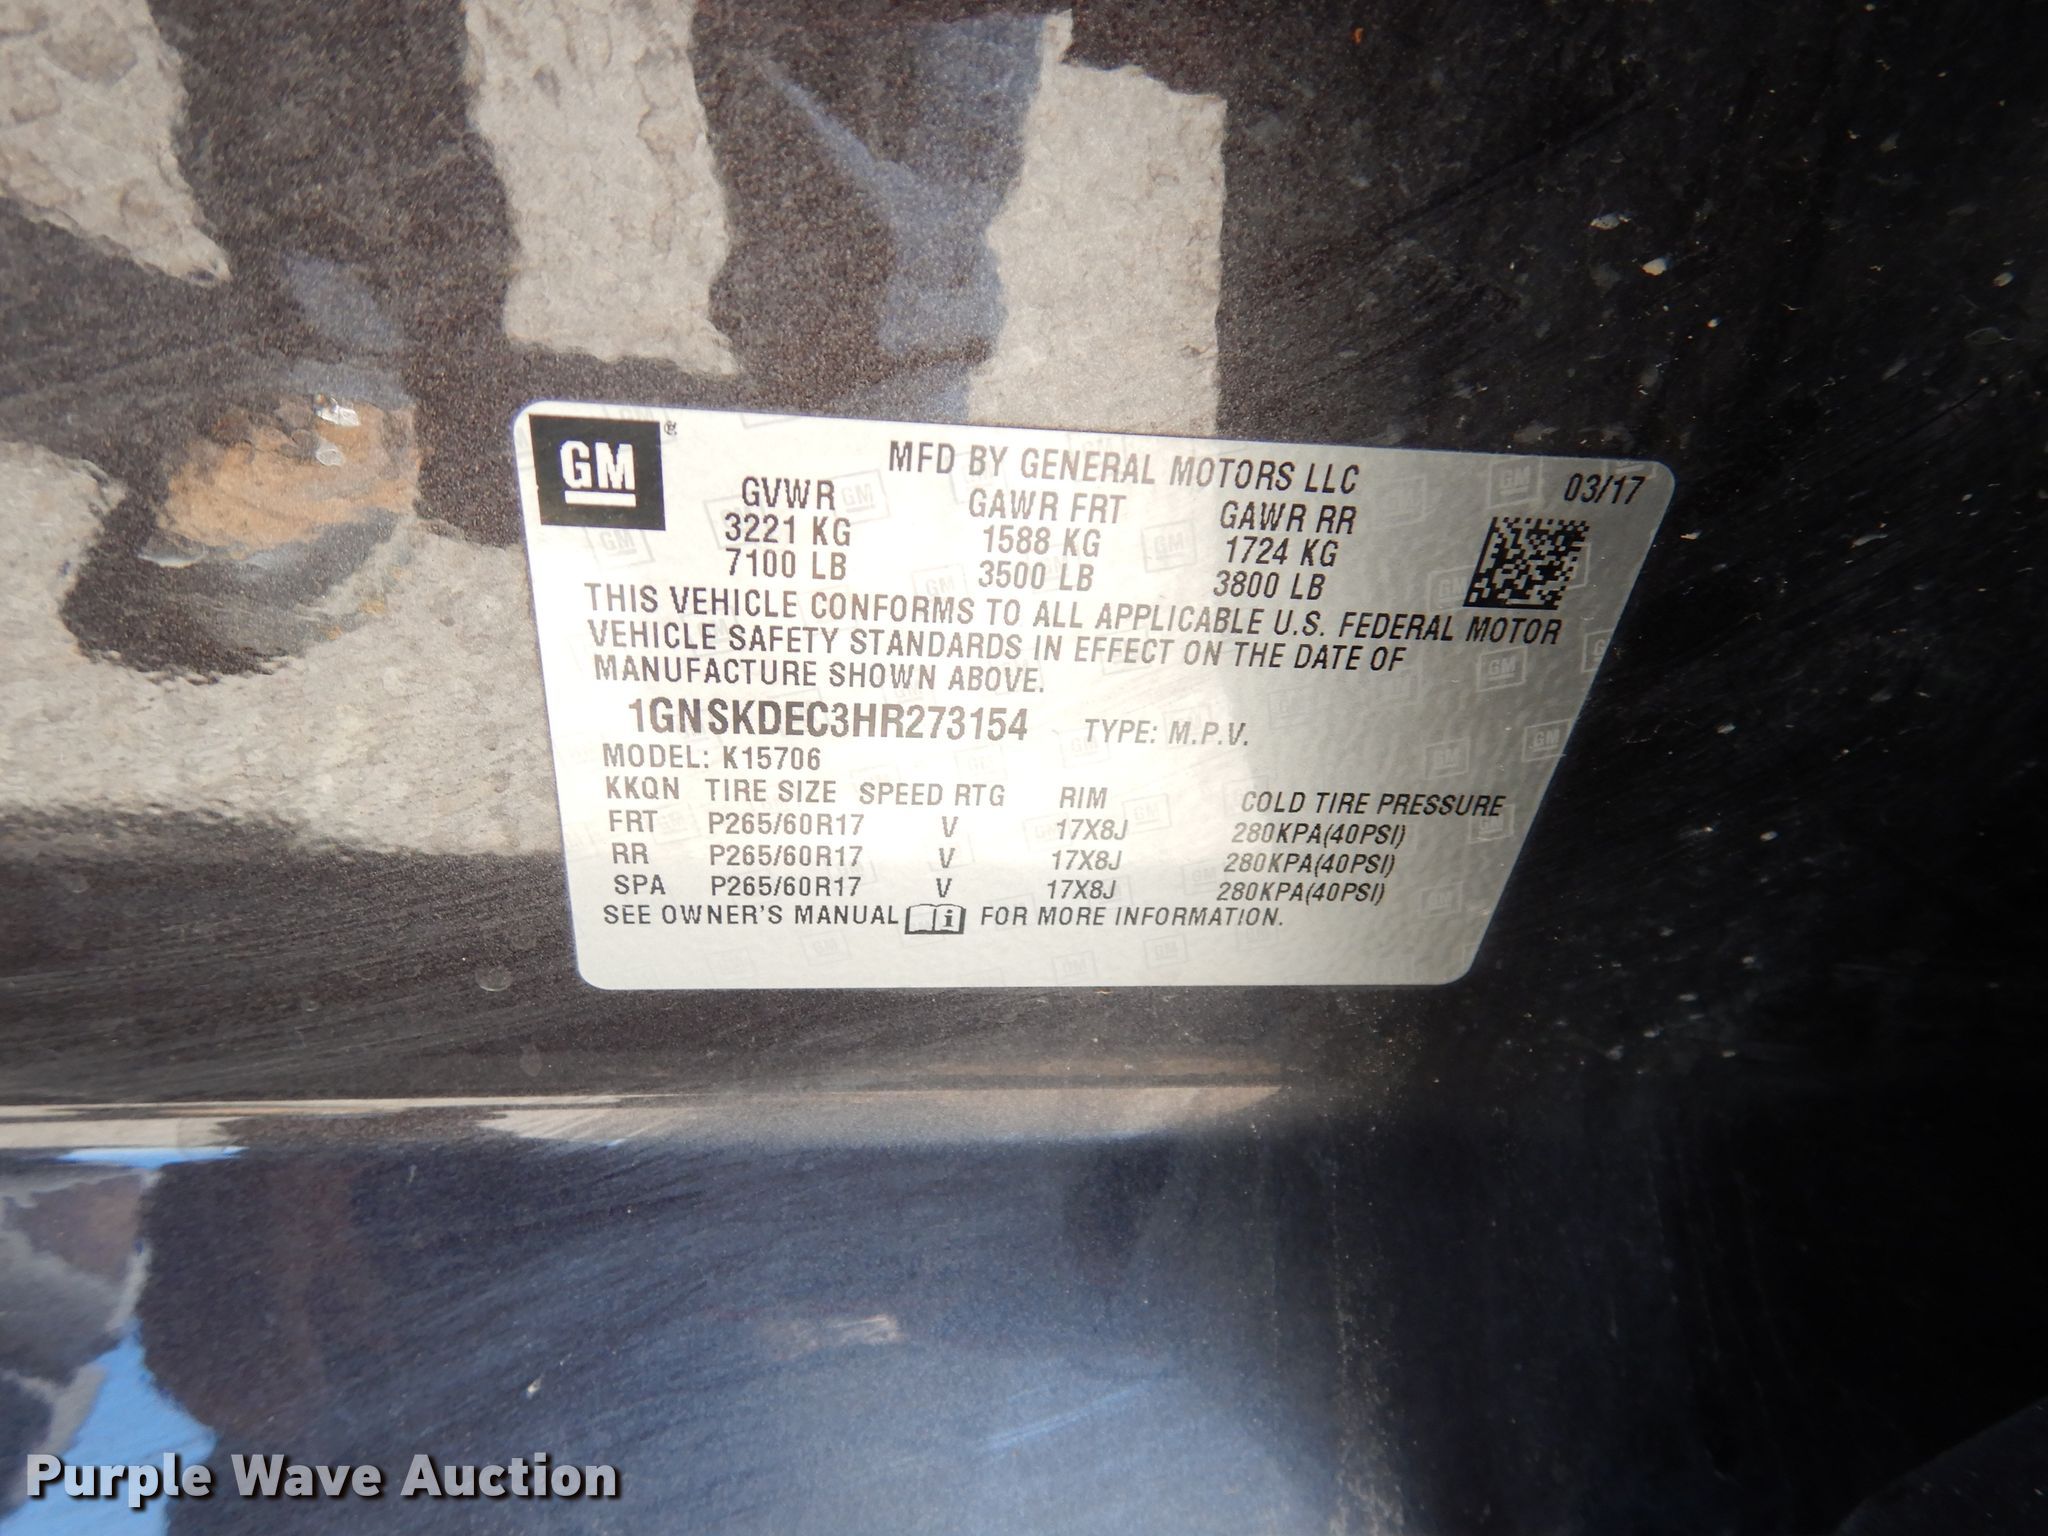 GM
MFD BY GENERAL MOTORS LLC 03/17
GVWR GAWR FRT GAWR RR
3221 KG 1588 KG 1724 KG
7100 LB 3500 LB 3800 LB
THIS VEHICLE CONFORMS TO ALL APPLICABLE U.S. FEDERAL MOTOR
VEHICLE SAFETY STANDARDS IN EFFECT ON THE DATE OF
MANUFACTURE SHOWN ABOVE.
1GNSKDEC3HR273154 TYPE: M.P.V.
MODEL: K15706
KKQN TIRE SIZE SPEED RTG RIM COLD TIRE PRESSURE
FRT P265/60R17 V 17X8J 280KPA(40PSI)
RR P265/60R17 V 17X8J 280KPA(40PSI)
SPA P265/60R17 V 17X8J 280KPA(40PSI)
SEE OWNER'S MANUAL i FOR MORE INFORMATION.
Purple Wave Auction